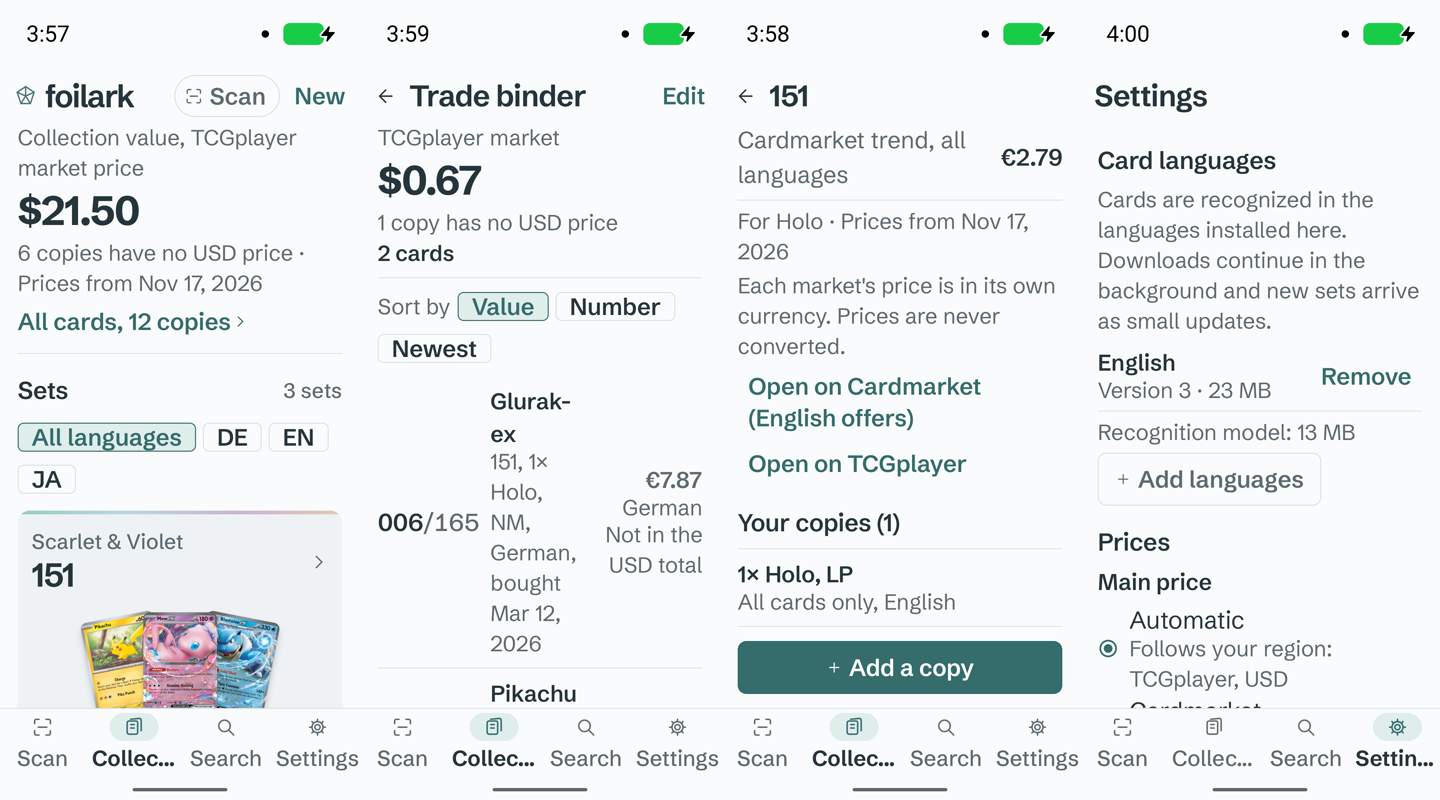 3:57
foilark
Scan
New
Collection value, TCGplayer
market price
$21.50
6 copies have no USD price ·
Prices from Nov 17, 2026
All cards, 12 copies
Sets
3 sets
All languages
DE
EN
JA
Scarlet & Violet
151
Pikachu
60
Mew ex
180
Blastoise ex
330
Scan
Collec...
Search
Settings
3:59
Trade binder
Edit
TCGplayer market
$0.67
1 copy has no USD price
2 cards
Sort by
Value
Number
Newest
006/165
Glurak-
ex
151, 1×
Holo,
NM,
German,
bought
Mar 12,
2026
€7.87
German
Not in the
USD total
Pikachu
Scan
Collec...
Search
Settings
3:58
151
Cardmarket trend, all
languages
€2.79
For Holo · Prices from Nov 17,
2026
Each market's price is in its own
currency. Prices are never
converted.
Open on Cardmarket
(English offers)
Open on TCGplayer
Your copies (1)
1× Holo, LP
All cards only, English
+ Add a copy
Scan
Collec...
Search
Settings
4:00
Settings
Card languages
Cards are recognized in the
languages installed here.
Downloads continue in the
background and new sets arrive
as small updates.
English
Version 3 · 23 MB
Remove
Recognition model: 13 MB
+ Add languages
Prices
Main price
Automatic
Follows your region:
TCGplayer, USD
Cardmarket
Scan
Collec...
Search
Settin...